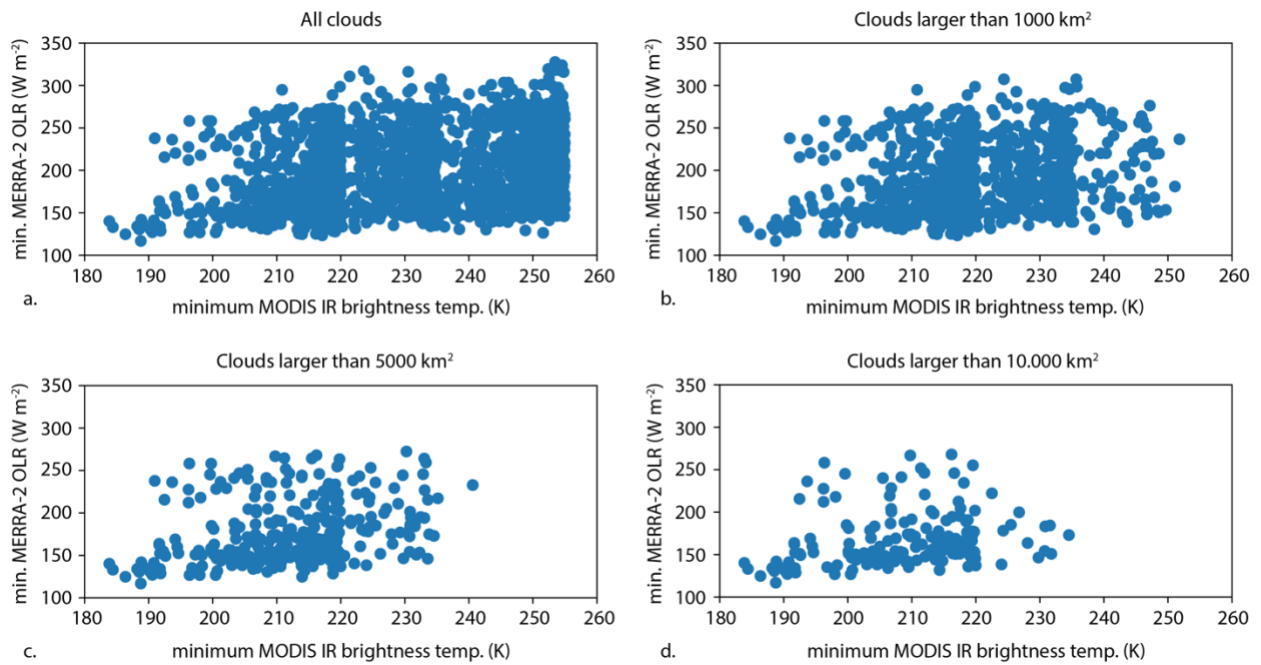 All clouds
min. MERRA-2 OLR (W m⁻²)
350
300
250
200
150
100
180 190 200 210 220 230 240 250 260
a.
minimum MODIS IR brightness temp. (K)
Clouds larger than 1000 km²
min. MERRA-2 OLR (W m⁻²)
350
300
250
200
150
100
180 190 200 210 220 230 240 250 260
b.
minimum MODIS IR brightness temp. (K)
Clouds larger than 5000 km²
min. MERRA-2 OLR (W m⁻²)
350
300
250
200
150
100
180 190 200 210 220 230 240 250 260
c.
minimum MODIS IR brightness temp. (K)
Clouds larger than 10.000 km²
min. MERRA-2 OLR (W m⁻²)
350
300
250
200
150
100
180 190 200 210 220 230 240 250 260
d.
minimum MODIS IR brightness temp. (K)